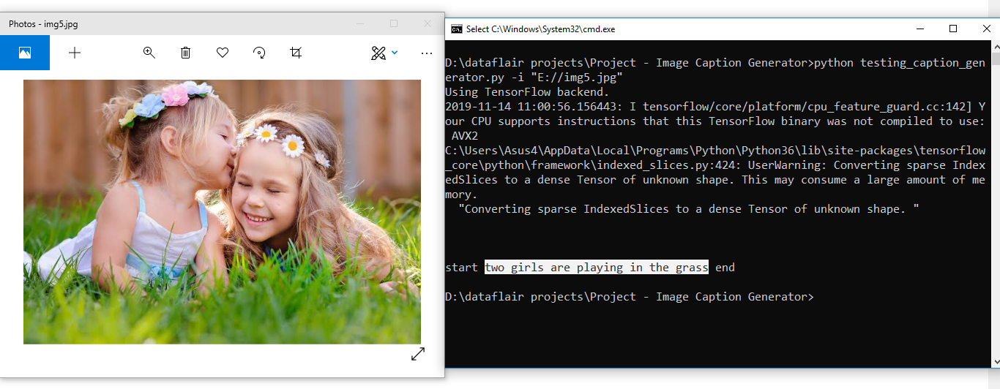 Photos - img5.jpg
Select C:\Windows\System32\cmd.exe
D:\dataflair projects\Project - Image Caption Generator>python testing_caption_gen
erator.py -i "E://img5.jpg"
Using TensorFlow backend.
2019-11-14 11:00:56.156443: I tensorflow/core/platform/cpu_feature_guard.cc:142] Y
our CPU supports instructions that this TensorFlow binary was not compiled to use:
 AVX2
C:\Users\Asus4\AppData\Local\Programs\Python\Python36\lib\site-packages\tensorflow
_core\python\framework\indexed_slices.py:424: UserWarning: Converting sparse Index
edSlices to a dense Tensor of unknown shape. This may consume a large amount of me
mory.
  "Converting sparse IndexedSlices to a dense Tensor of unknown shape. "
start two girls are playing in the grass end
D:\dataflair projects\Project - Image Caption Generator>